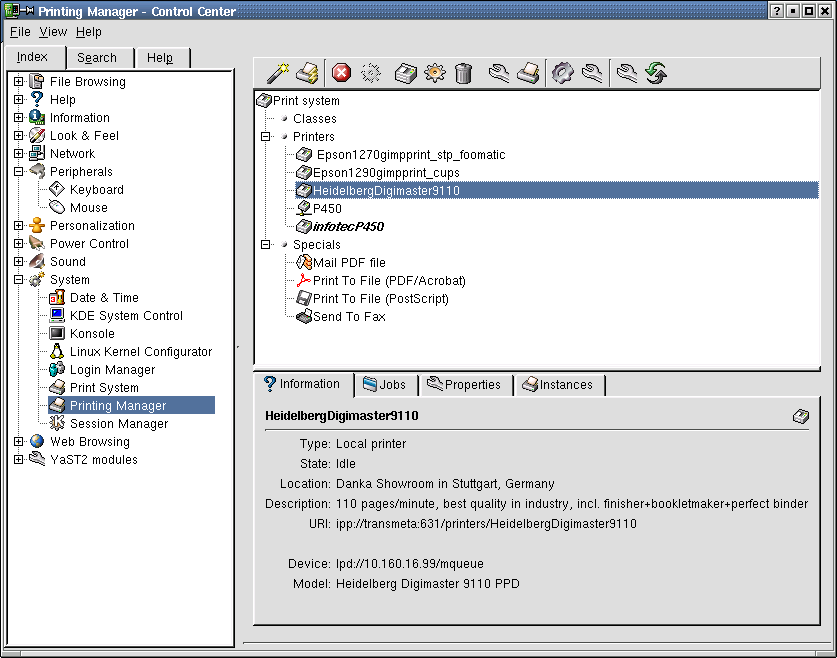 Printing Manager - Control Center
File View Help
Index Search Help
File Browsing
Help
Information
Look & Feel
Network
Peripherals
Keyboard
Mouse
Personalization
Power Control
Sound
System
Date & Time
KDE System Control
Konsole
Linux Kernel Configurator
Login Manager
Print System
Printing Manager
Session Manager
Web Browsing
YaST2 modules
Print system
Classes
Printers
Epson1270gimpprint_stp_foomatic
Epson1290gimpprint_cups
HeidelbergDigimaster9110
P450
infotecP450
Specials
Mail PDF file
Print To File (PDF/Acrobat)
Print To File (PostScript)
Send To Fax
Information Jobs Properties Instances
HeidelbergDigimaster9110
Type: Local printer
State: Idle
Location: Danka Showroom in Stuttgart, Germany
Description: 110 pages/minute, best quality in industry, incl. finisher+bookletmaker+perfect binder
URI: ipp://transmeta:631/printers/HeidelbergDigimaster9110
Device: lpd://10.160.16.99/mqueue
Model: Heidelberg Digimaster 9110 PPD